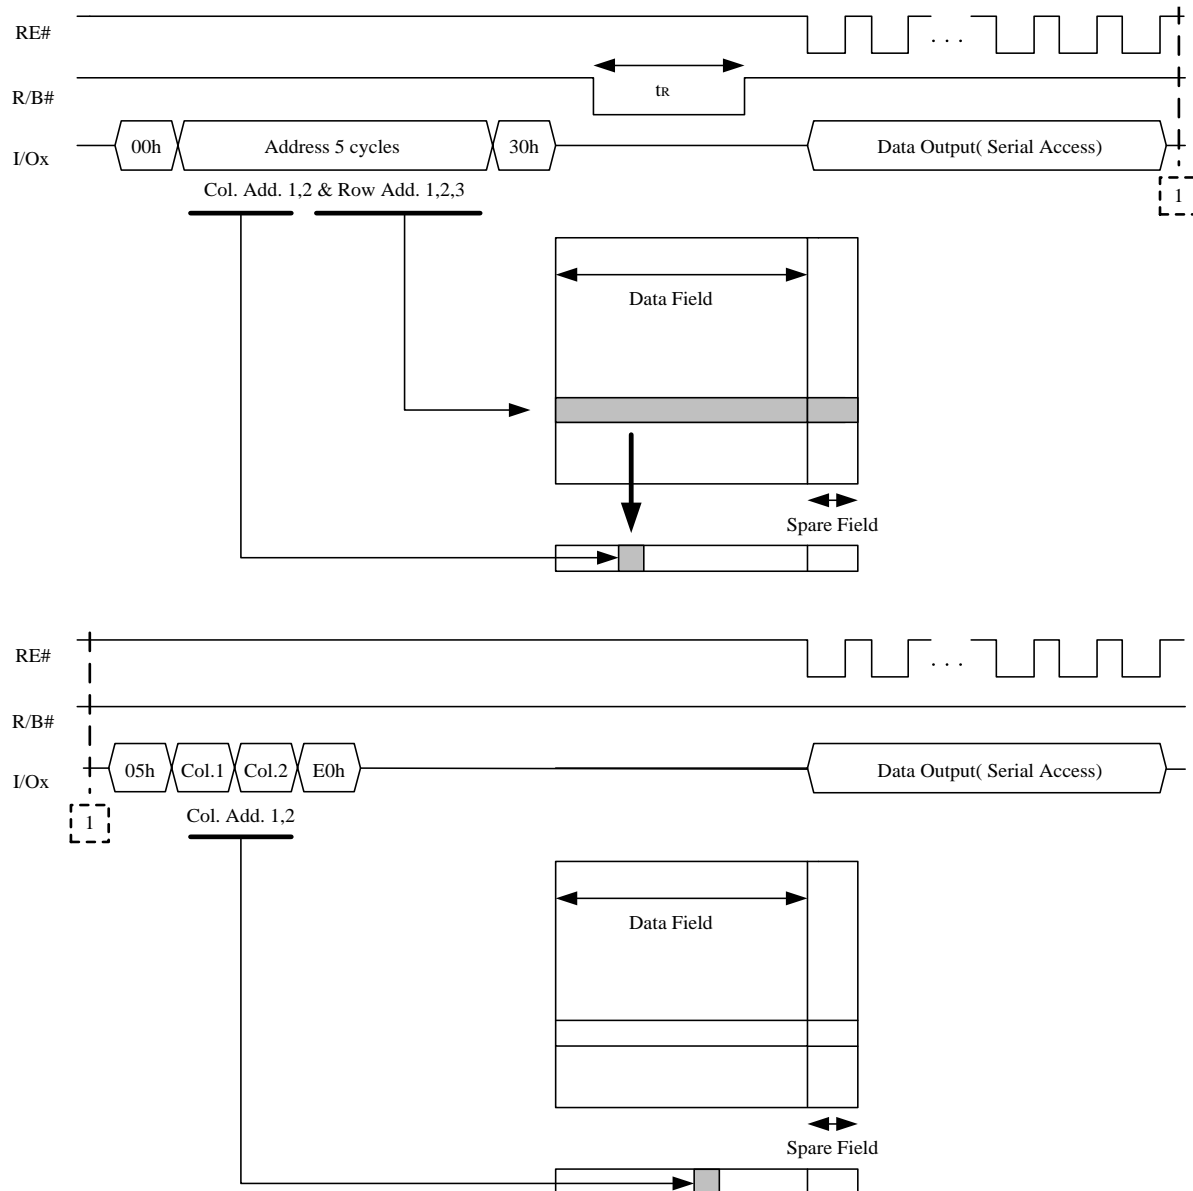 RE#
R/B#
tR
I/Ox
00h Address 5 cycles 30h Data Output( Serial Access)
Col. Add. 1,2 & Row Add. 1,2,3
1
Data Field
Spare Field
RE#
. . .
R/B#
I/Ox
05h Col.1 Col.2 E0h Data Output( Serial Access)
1
Col. Add. 1,2
Data Field
Spare Field